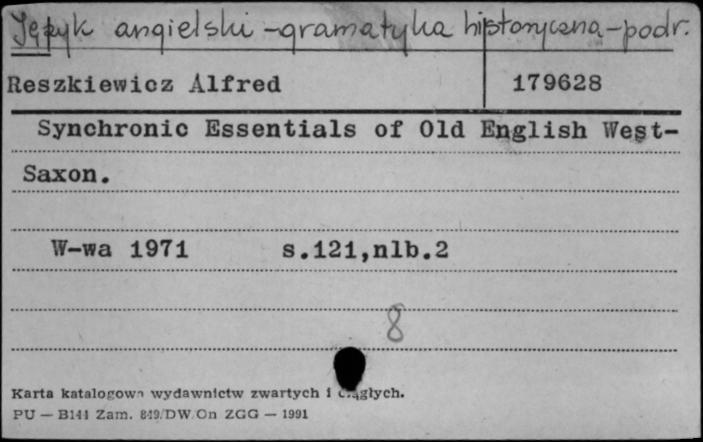 Język angielski - gramatyka historyczna - podr.
Reszkiewicz Alfred 179628
Synchronic Essentials of Old English West-
Saxon.
W-wa 1971 s.121,nlb.2
8
Karta katalogowa wydawnictw zwartych i ciągłych.
PU — B141 Zam. 849/DW/On ZGG — 1991